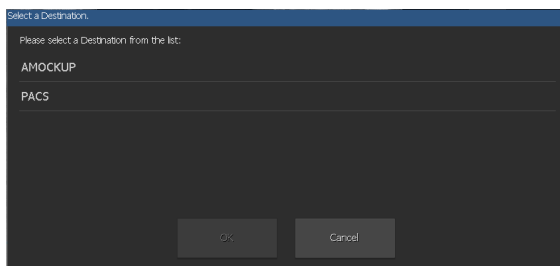 Select a Destination.
Please select a Destination from the list:
AMOCKUP
PACS
OK
Cancel